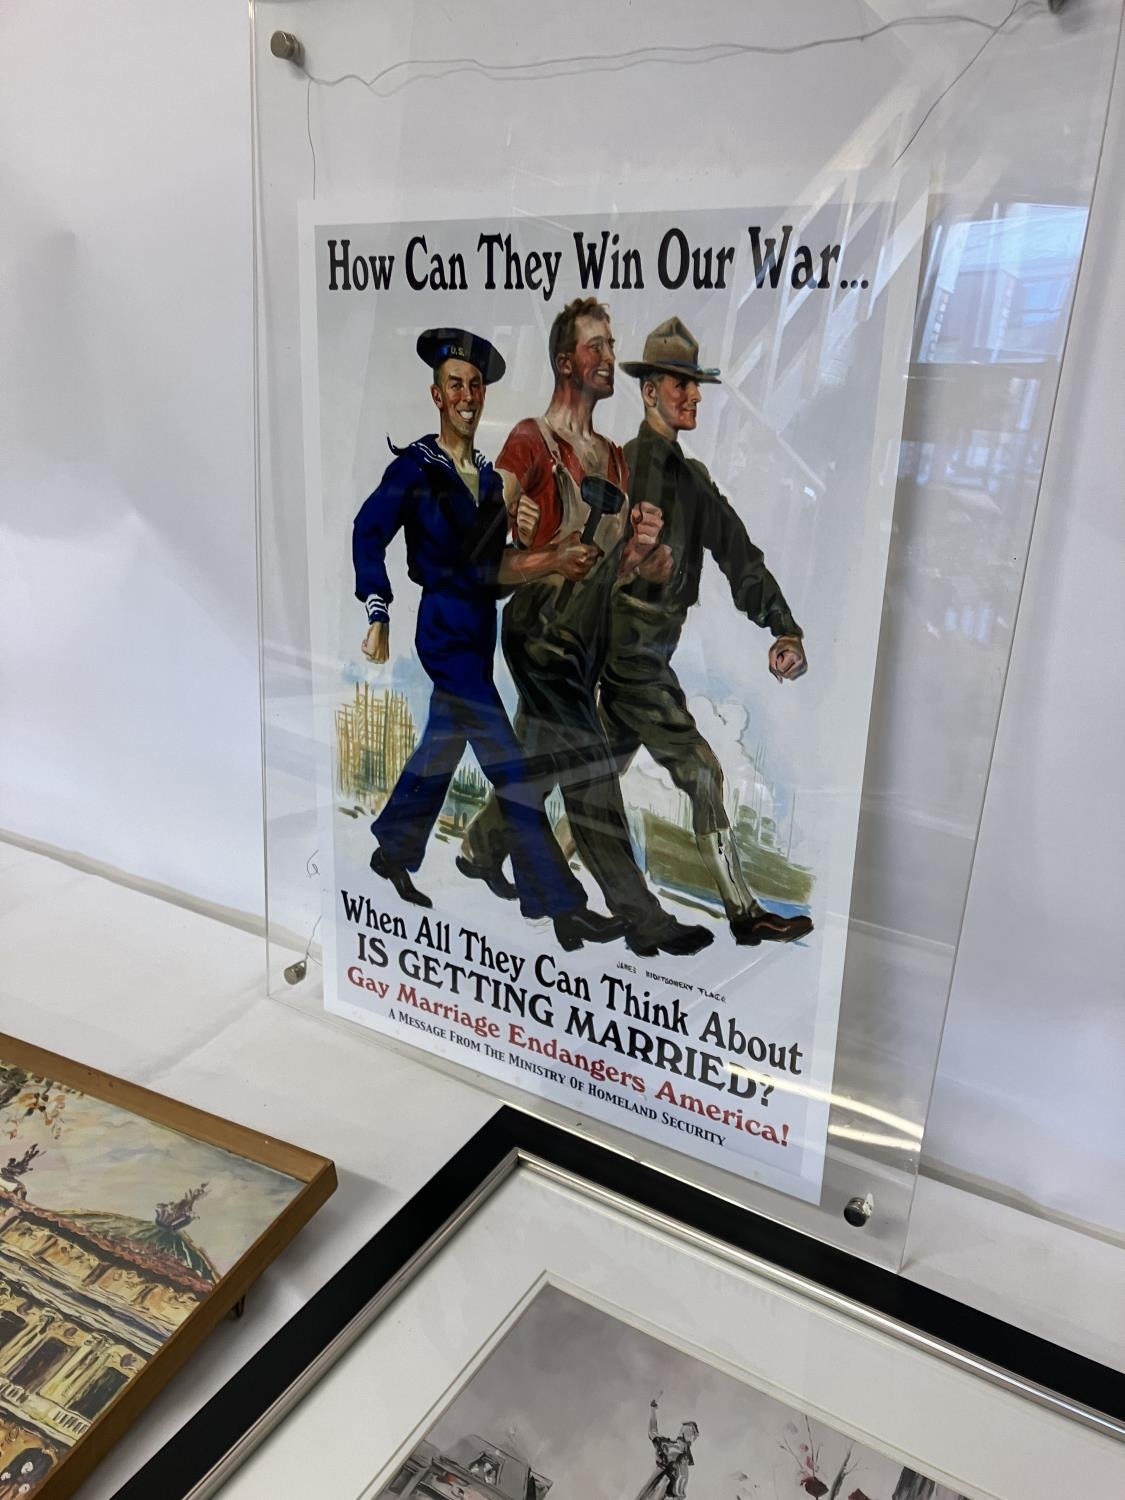 How Can They Win Our War...
U.S.
JAMES MONTGOMERY FLAGG
When All They Can Think About
IS GETTING MARRIED?
Gay Marriage Endangers America!
A MESSAGE FROM THE MINISTRY OF HOMELAND SECURITY